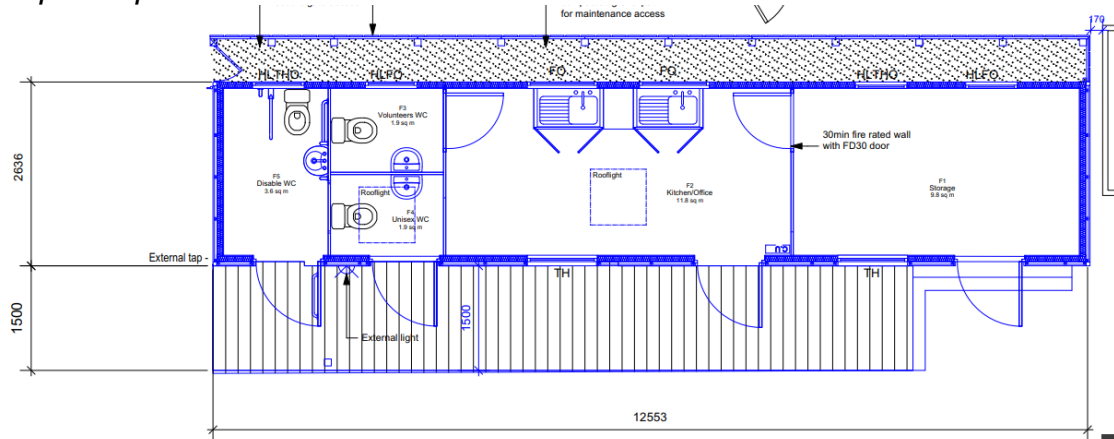 for maintenance access
170
HLTHO
HLFO
FO
FO
HLTHO
HLFO
F3
Volunteers WC
1.9 sq m
30min fire rated wall
with FD30 door
2636
F5
Disable WC
3.6 sq m
Rooflight
F2
Kitchen/Office
11.8 sq m
F1
Storage
9.8 sq m
Rooflight
F4
Unisex WC
1.9 sq m
External tap
TH
TH
1500
1500
External light
12553